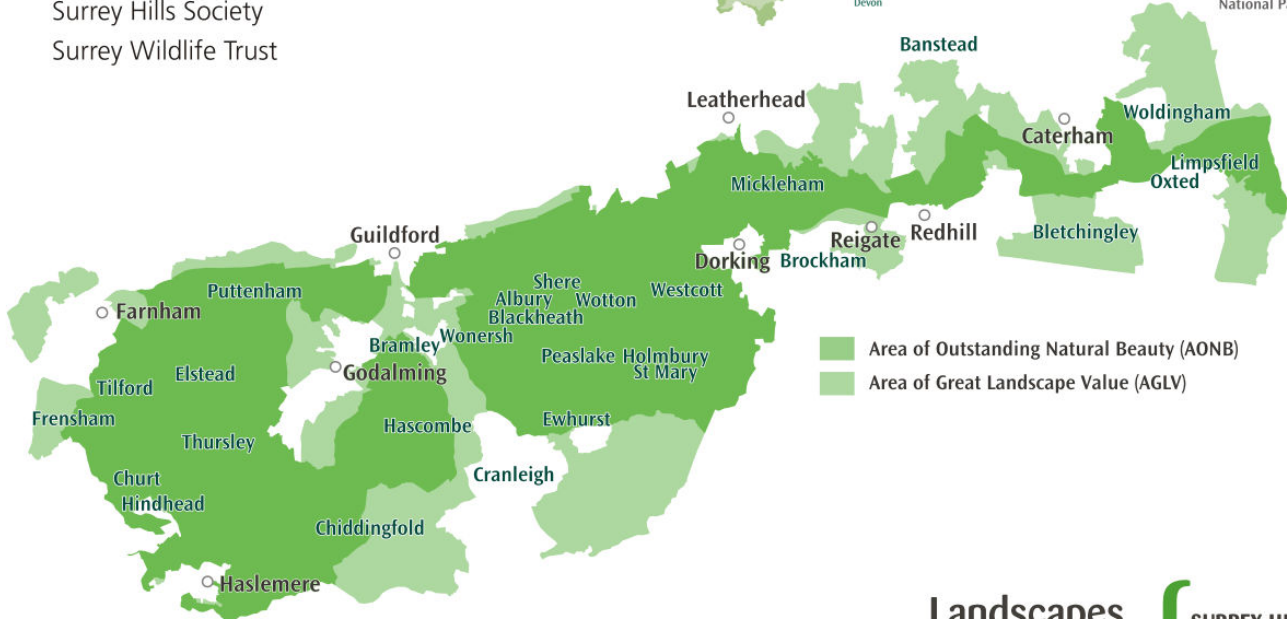 Surrey Hills Society
Surrey Wildlife Trust
Devon
Banstead
Leatherhead
Caterham
Woldingham
Limpsfield
Oxted
Mickleham
Guildford
Reigate
Redhill
Bletchingley
Dorking
Brockham
Puttenham
Shere
Albury
Wotton
Westcott
Blackheath
Farnham
Bramley
Wonersh
Peaslake
Holmbury
St Mary
Godalming
Elstead
Tilford
Frensham
Hascombe
Ewhurst
Thursley
Churt
Cranleigh
Hindhead
Chiddingfold
Haslemere
Area of Outstanding Natural Beauty (AONB)
Area of Great Landscape Value (AGLV)
National
Landscapes
SURREY